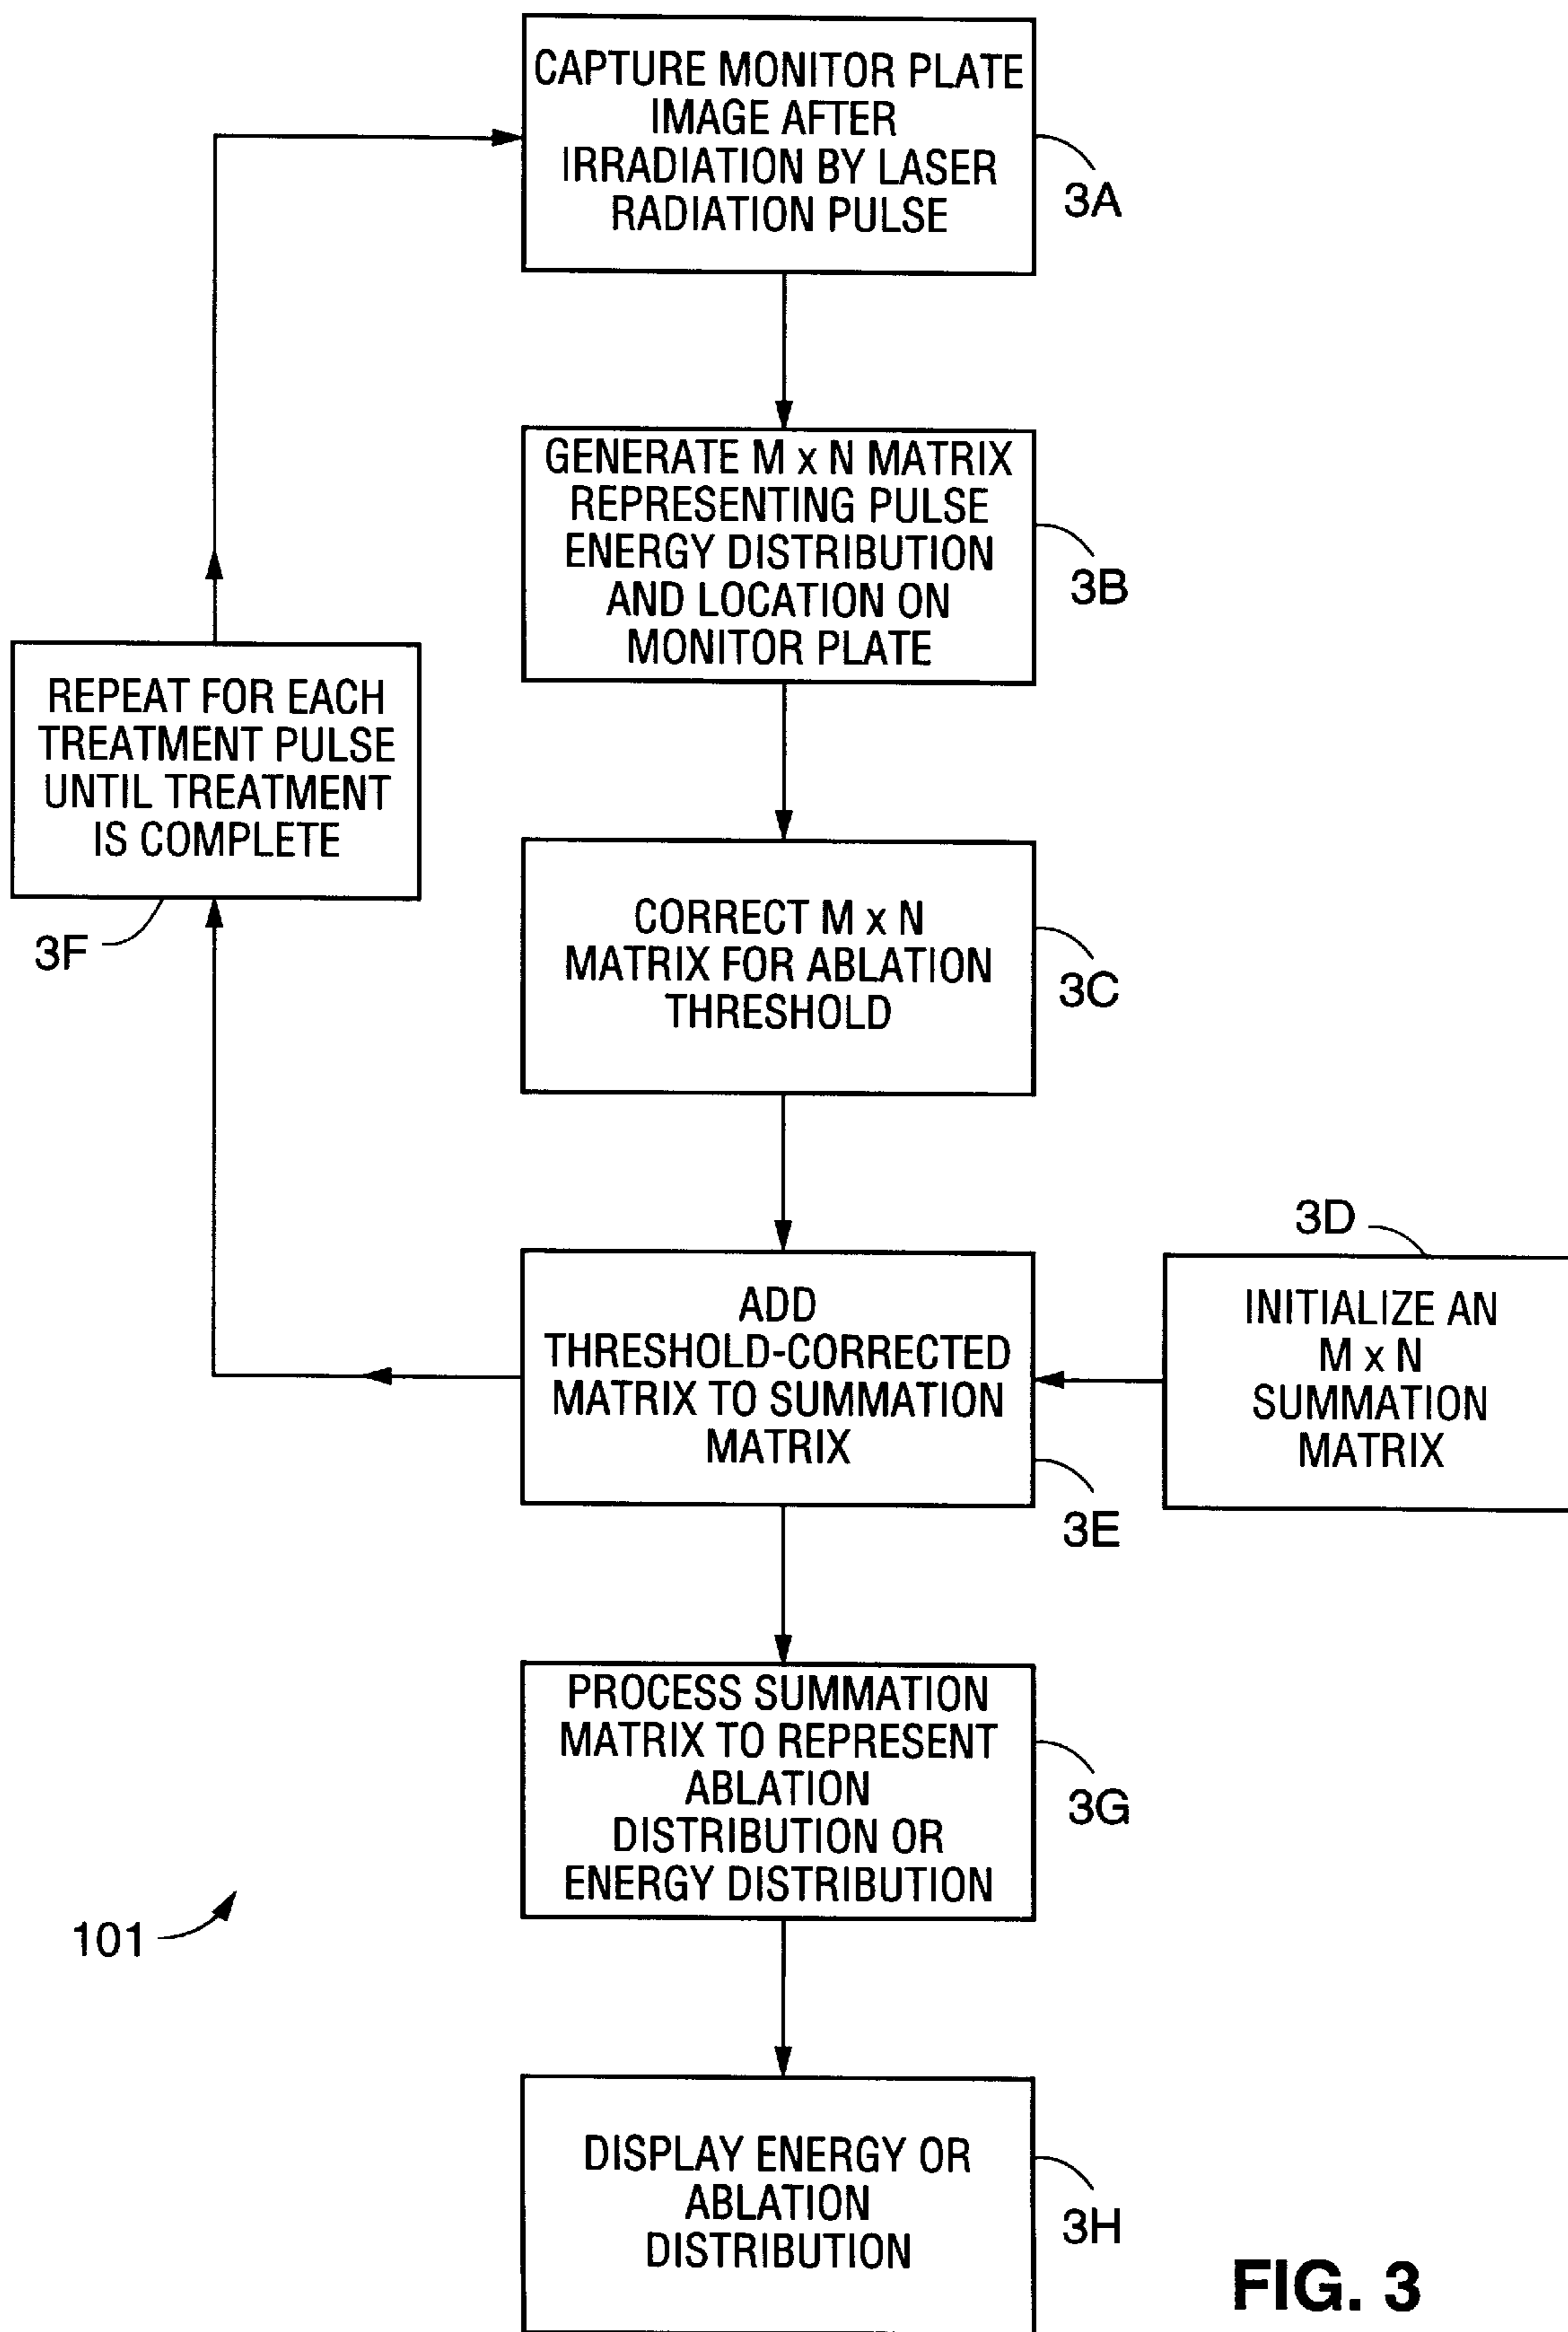 CAPTURE MONITOR PLATE
IMAGE AFTER
IRRADIATION BY LASER
RADIATION PULSE
3A
GENERATE M x N MATRIX
REPRESENTING PULSE
ENERGY DISTRIBUTION
AND LOCATION ON
MONITOR PLATE
3B
REPEAT FOR EACH
TREATMENT PULSE
UNTIL TREATMENT
IS COMPLETE
3F
CORRECT M x N
MATRIX FOR ABLATION
THRESHOLD
3C
3D
INITIALIZE AN
M x N
SUMMATION
MATRIX
ADD
THRESHOLD-CORRECTED
MATRIX TO SUMMATION
MATRIX
3E
PROCESS SUMMATION
MATRIX TO REPRESENT
ABLATION
DISTRIBUTION OR
ENERGY DISTRIBUTION
3G
101
DISPLAY ENERGY OR
ABLATION
DISTRIBUTION
3H
FIG. 3